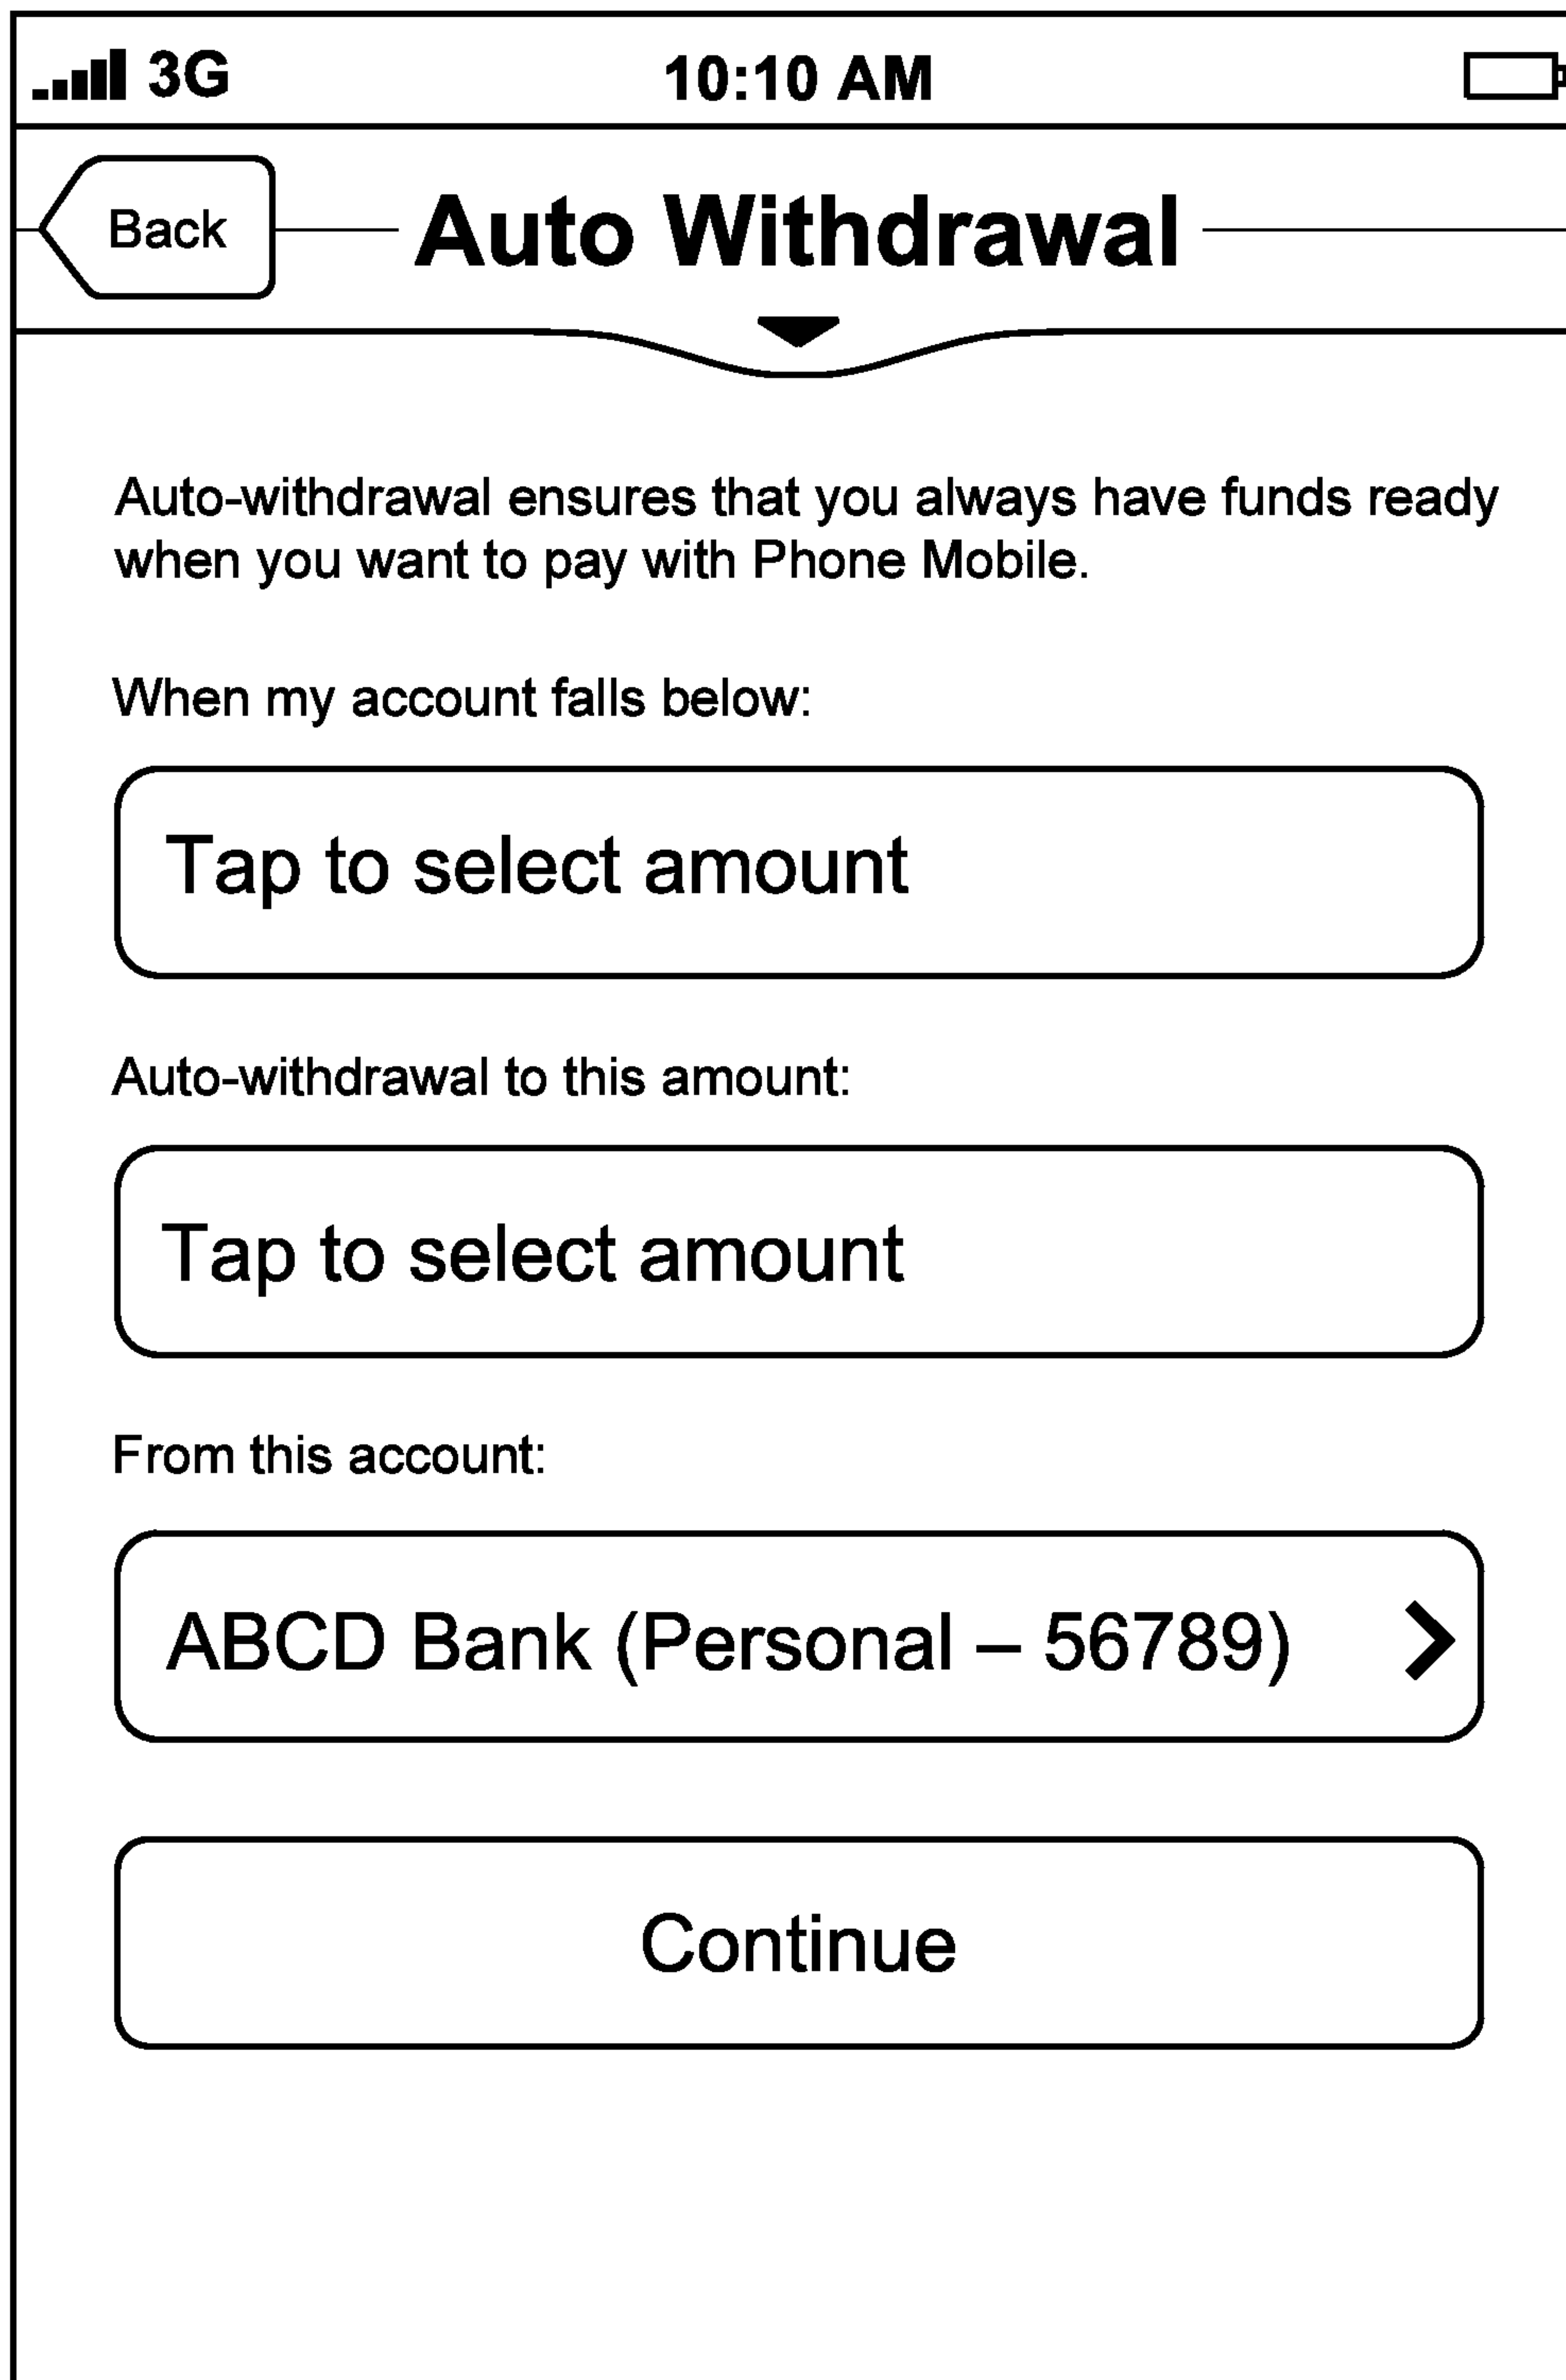 3G 10:10 AM
Back Auto Withdrawal
Auto-withdrawal ensures that you always have funds ready
when you want to pay with Phone Mobile.
When my account falls below:
Tap to select amount
Auto-withdrawal to this amount:
Tap to select amount
From this account:
ABCD Bank (Personal – 56789)
Continue